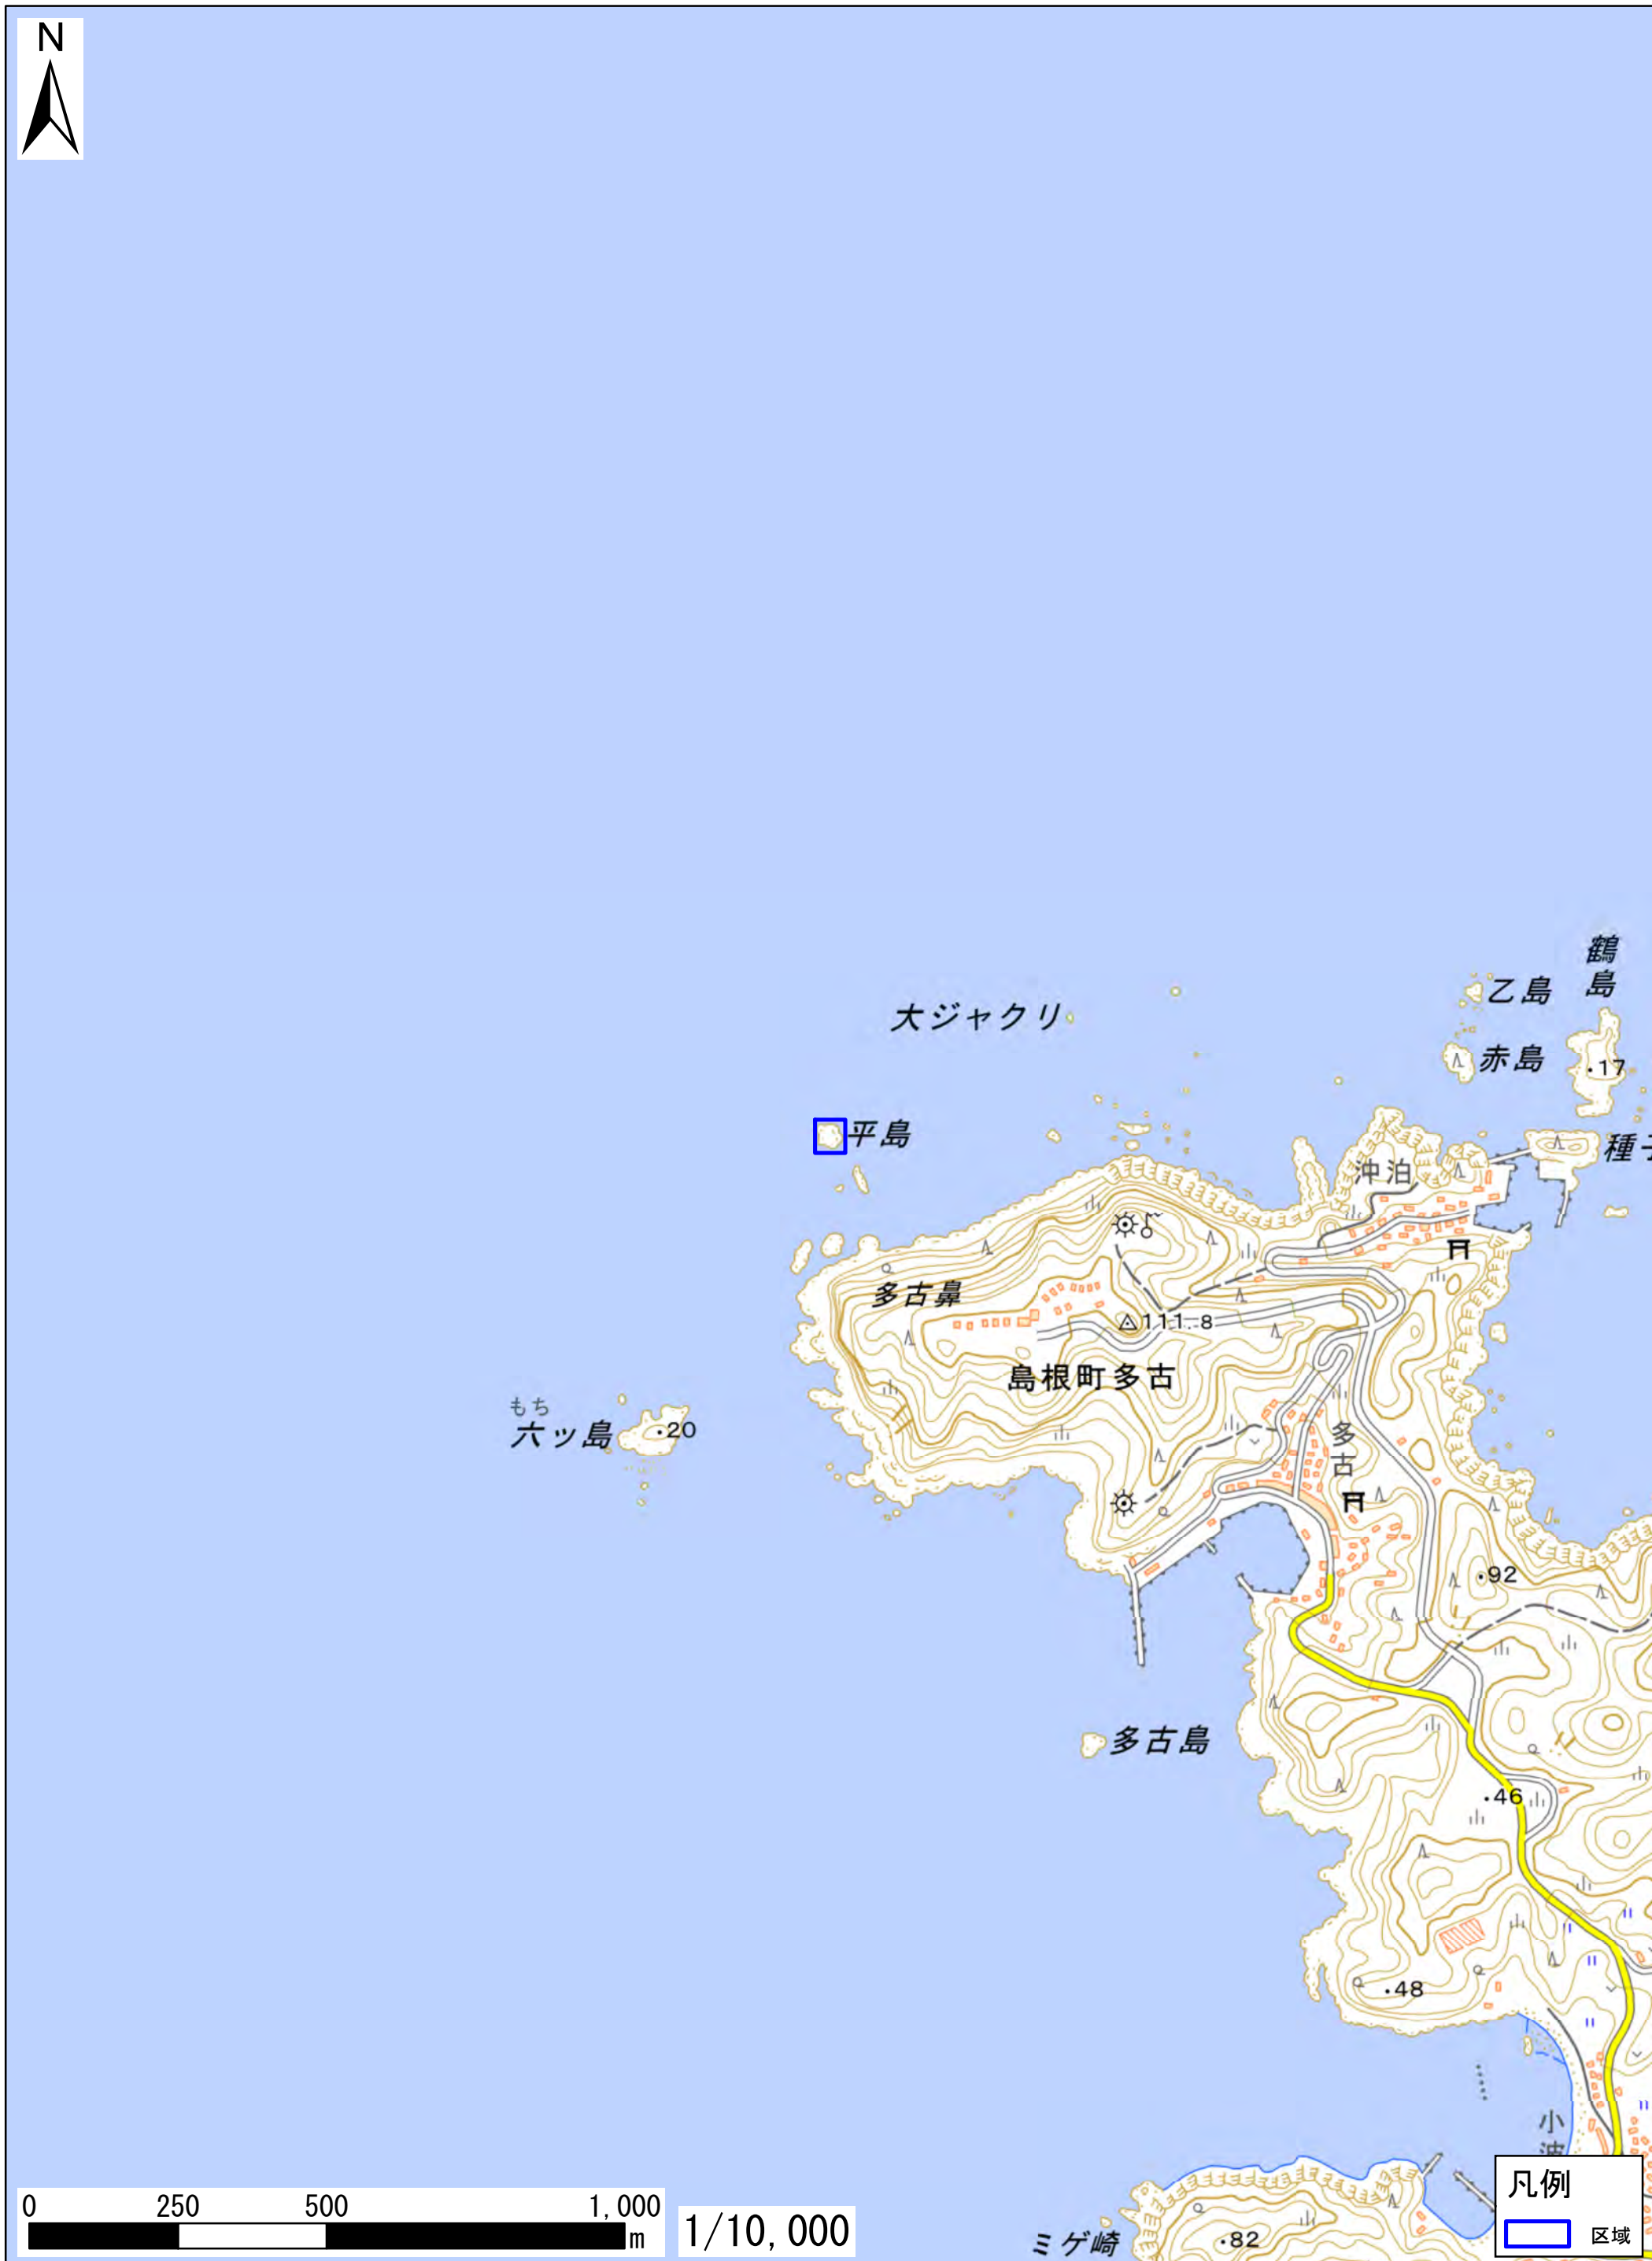 N
鶴島
乙島
大ジャクリ
赤島
.17
平島
種子
沖泊
多古鼻
111.8
島根町多古
もち
六ッ島
.20
多古
.92
多古島
.46
.48
小波
凡例
区域
0 250 500 1,000
m
1/10,000
ミゲ崎
.82